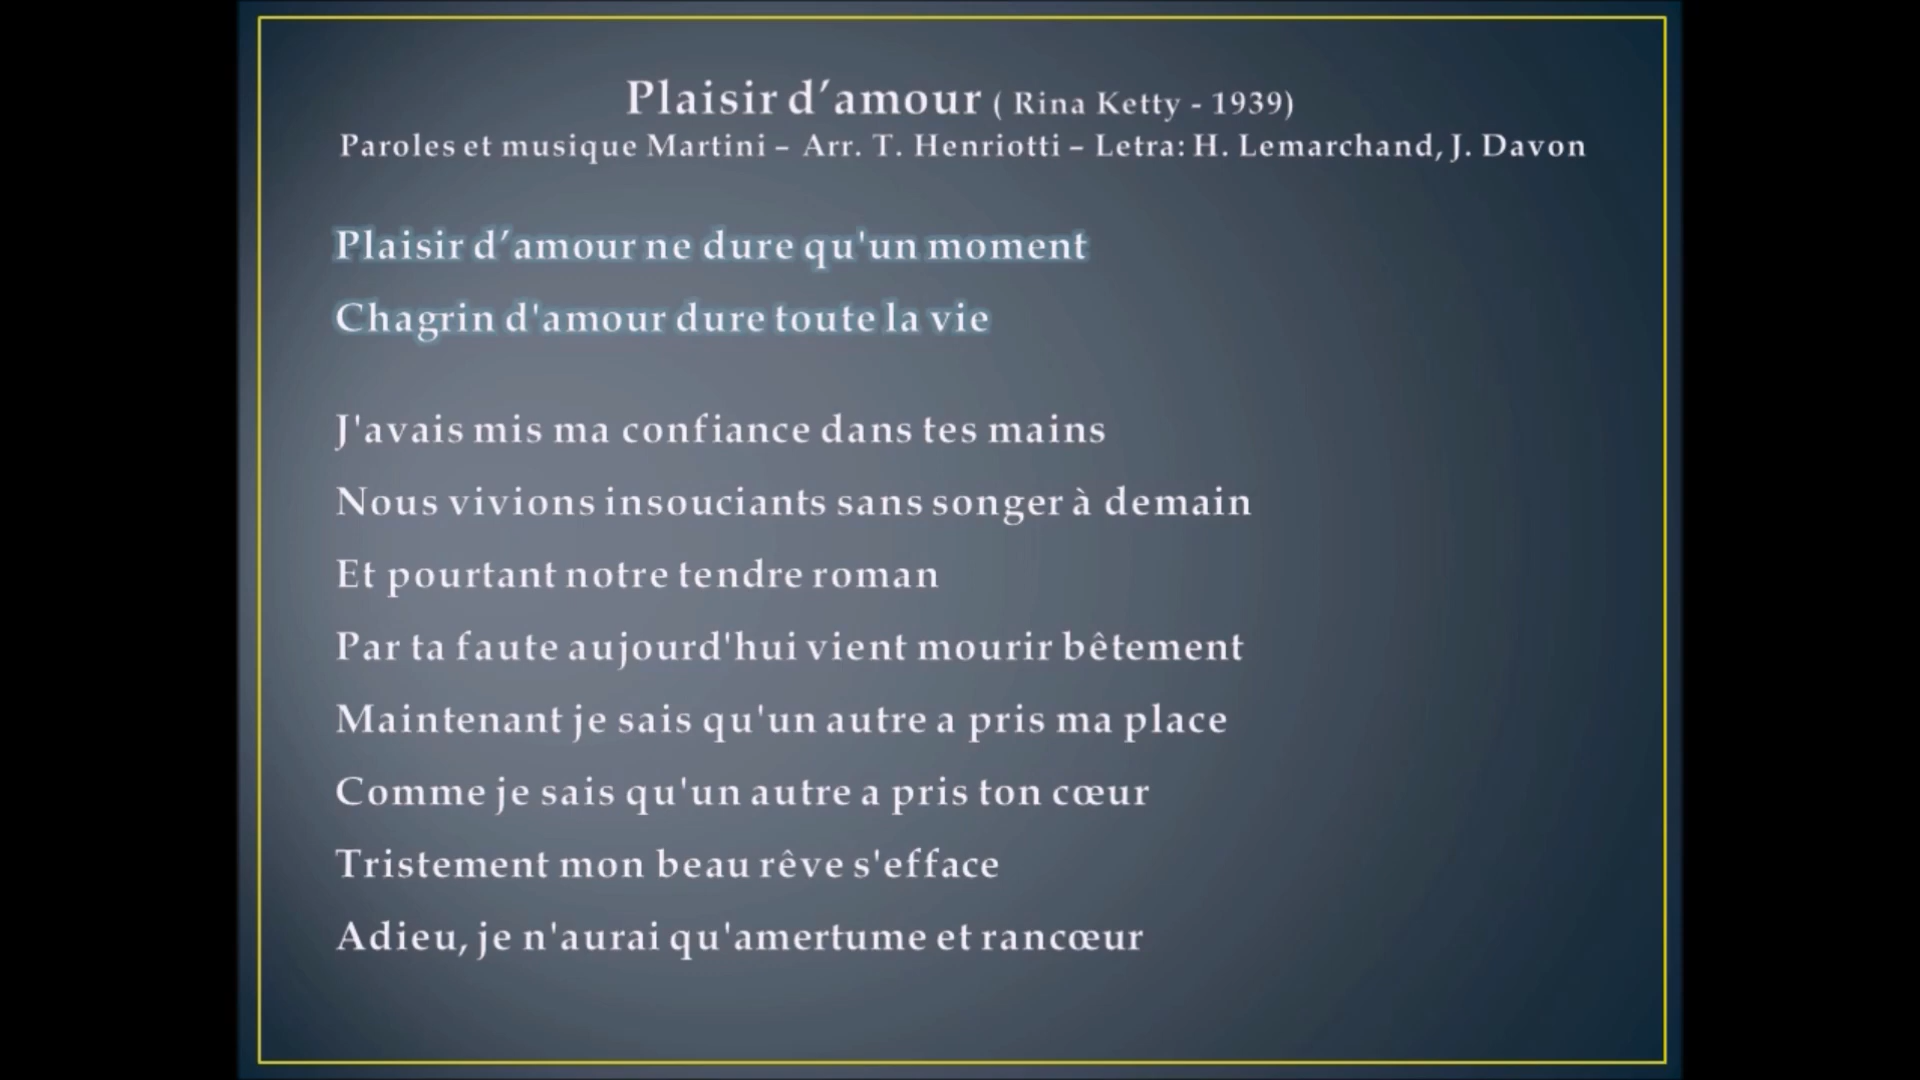 Plaisir d’amour ( Rina Ketty - 1939)
Paroles et musique Martini – Arr. T. Henriotti – Letra: H. Lemarchand, J. Davon
Plaisir d’amour ne dure qu'un moment
Chagrin d'amour dure toute la vie
J'avais mis ma confiance dans tes mains
Nous vivions insouciants sans songer à demain
Et pourtant notre tendre roman
Par ta faute aujourd'hui vient mourir bêtement
Maintenant je sais qu'un autre a pris ma place
Comme je sais qu'un autre a pris ton cœur
Tristement mon beau rêve s'efface
Adieu, je n'aurai qu'amertume et rancœur